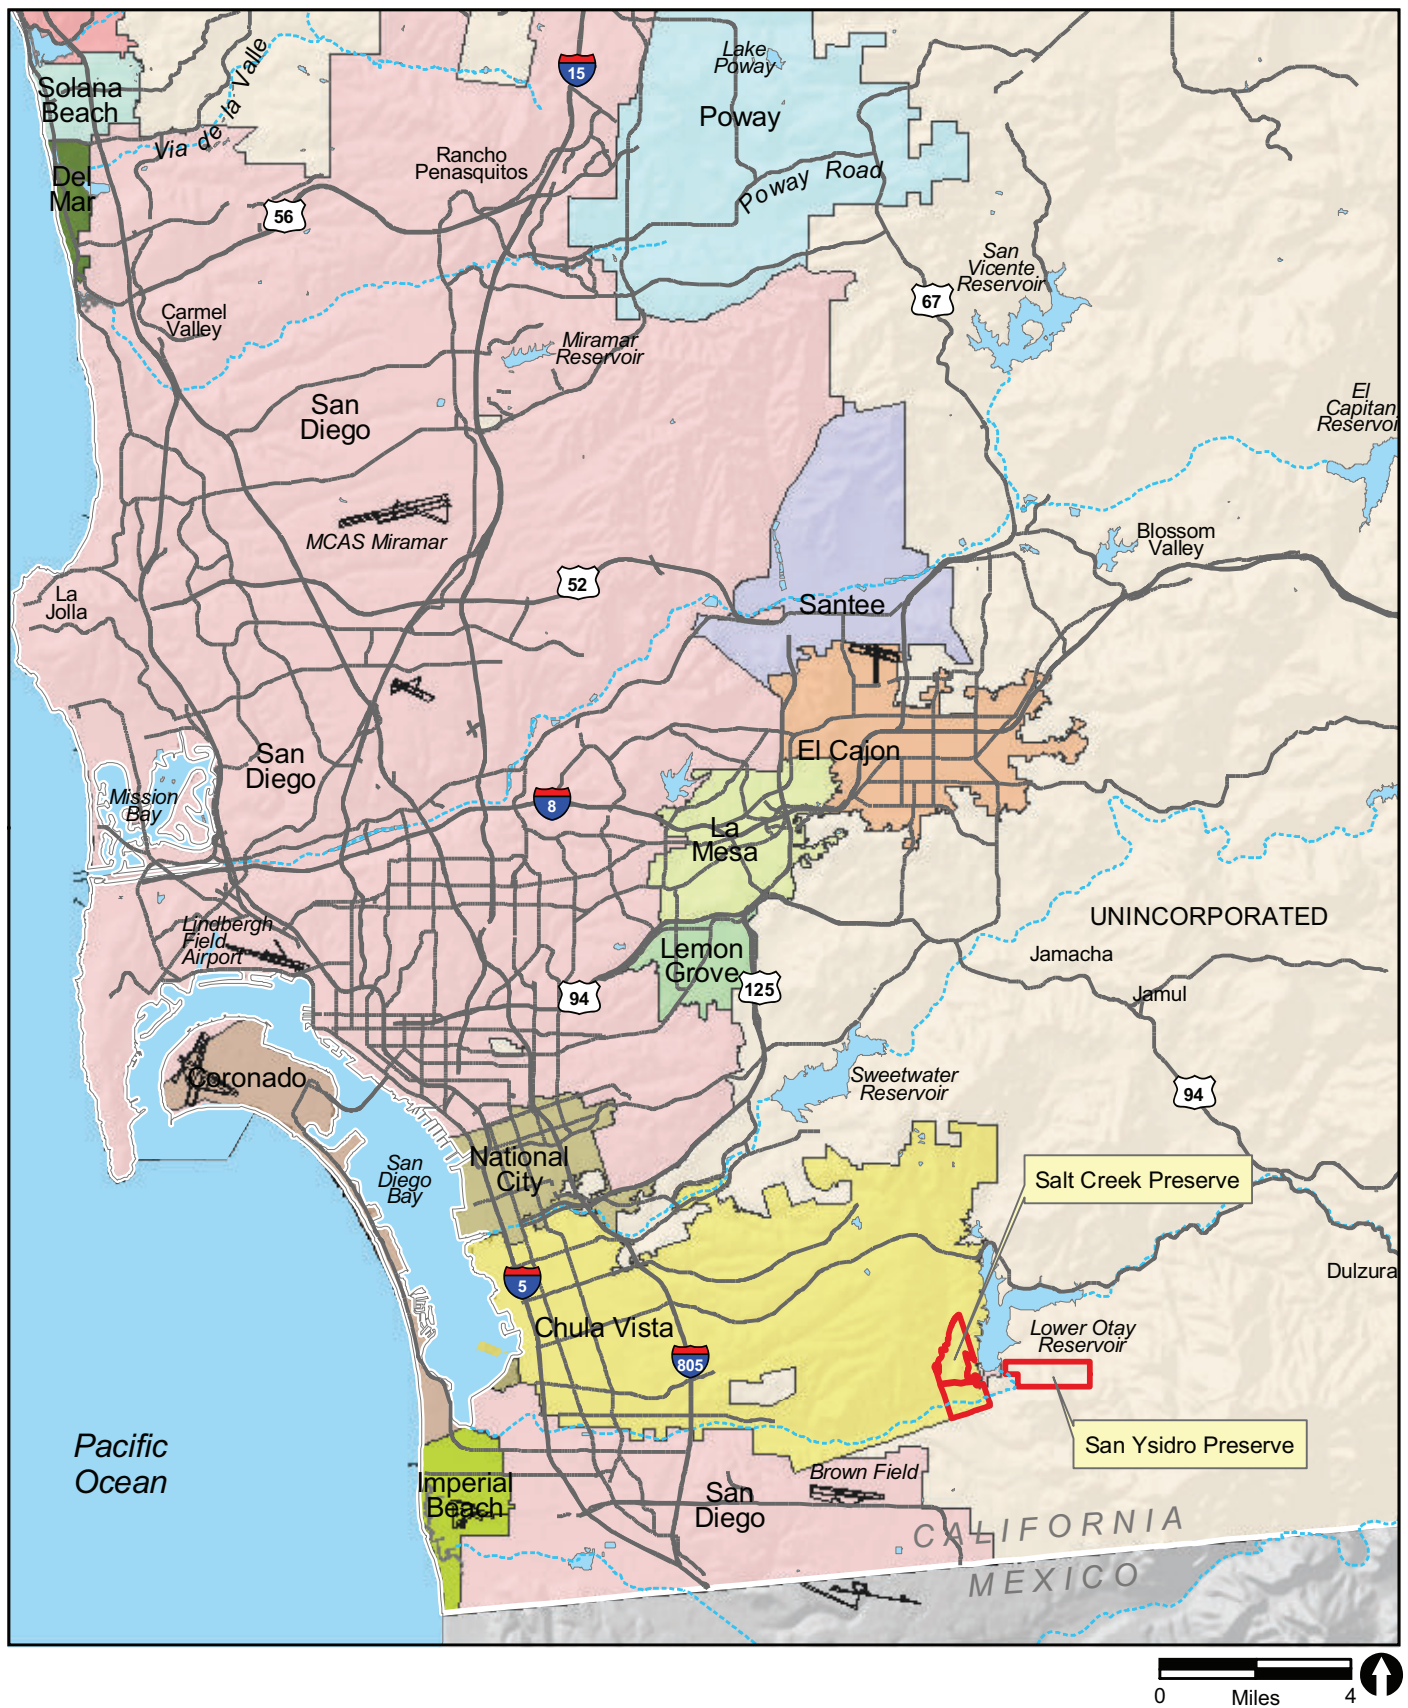 Solana
Beach
Via de la Valle
15
Lake
Poway
Poway
Del
Mar
Rancho
Penasquitos
Poway Road
56
San
Vicente
Reservoir
67
Carmel
Valley
Miramar
Reservoir
San
Diego
El
Capitan
MCAS Miramar
Blossom
Valley
52
La
Jolla
Santee
San
Diego
El Cajon
Mission
Bay
8
La
Mesa
UNINCORPORATED
Lindbergh
Field
Airport
Lemon
Grove
Jamacha
94
125
Jamul
Coronado
Sweetwater
Reservoir
94
San
Diego
Bay
National
City
Salt Creek Preserve
5
Dulzura
Chula Vista
Lower Otay
Reservoir
805
San Ysidro Preserve
Pacific
Ocean
Imperial
Beach
Brown Field
San
Diego
CALIFORNIA
MEXICO
0 Miles 4